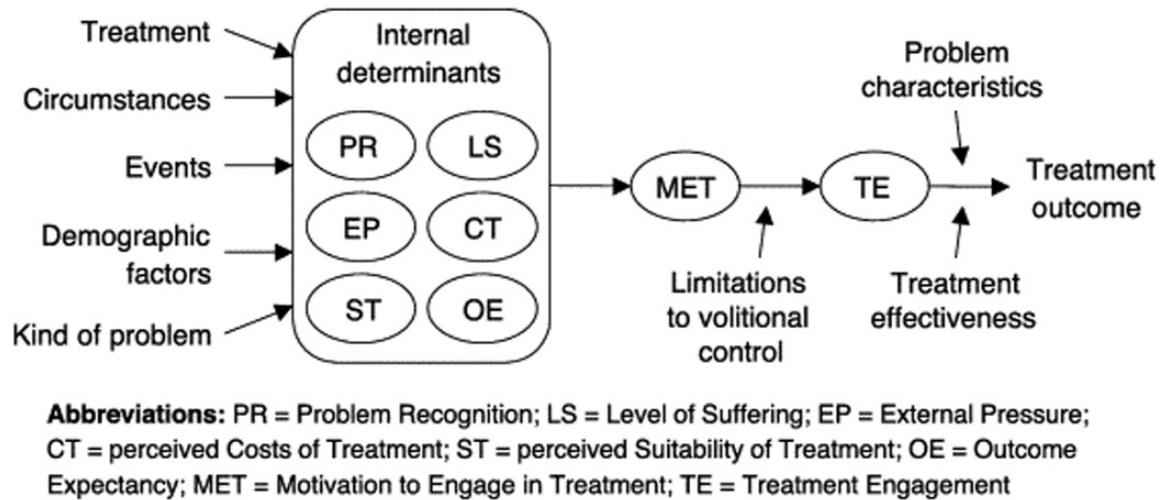 Treatment
Circumstances
Events
Demographic
factors
Kind of problem
Internal
determinants
PR
LS
EP
CT
ST
OE
MET
TE
Limitations
to volitional
control
Problem
characteristics
Treatment
effectiveness
Treatment
outcome
Abbreviations: PR = Problem Recognition; LS = Level of Suffering; EP = External Pressure;
CT = perceived Costs of Treatment; ST = perceived Suitability of Treatment; OE = Outcome
Expectancy; MET = Motivation to Engage in Treatment; TE = Treatment Engagement